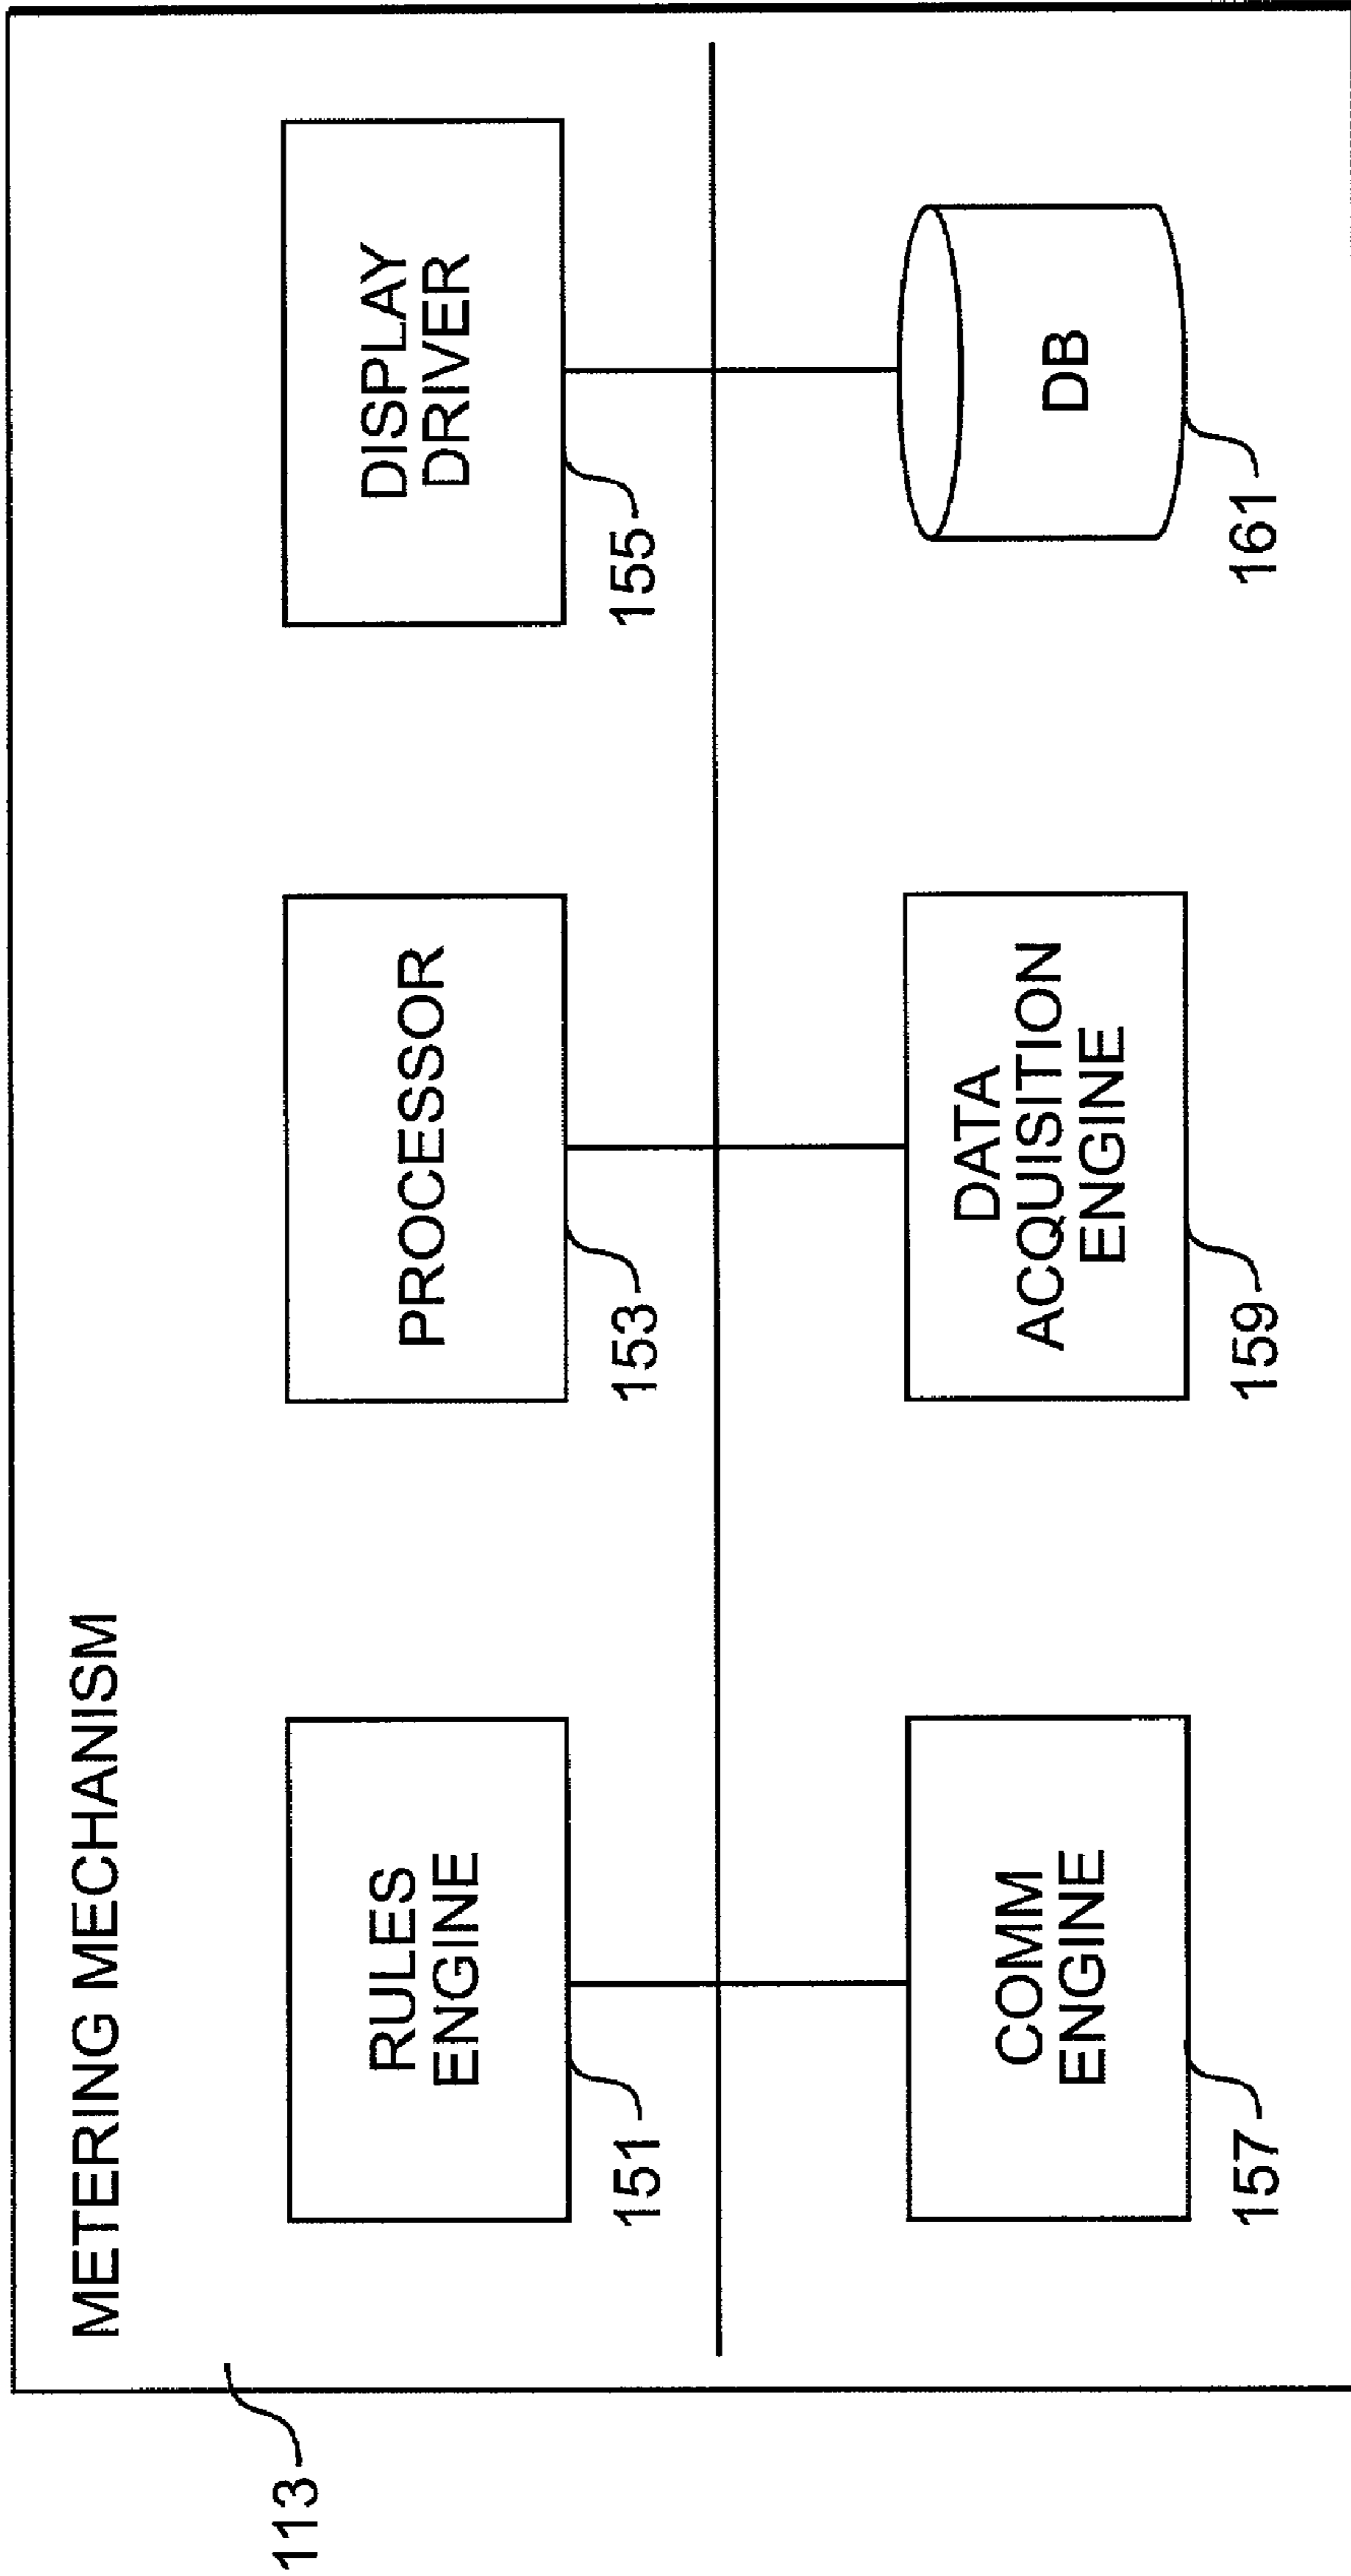 METERING MECHANISM
113
RULES
ENGINE
151
PROCESSOR
153
DISPLAY
DRIVER
155
COMM
ENGINE
157
DATA
ACQUISITION
ENGINE
159
DB
161